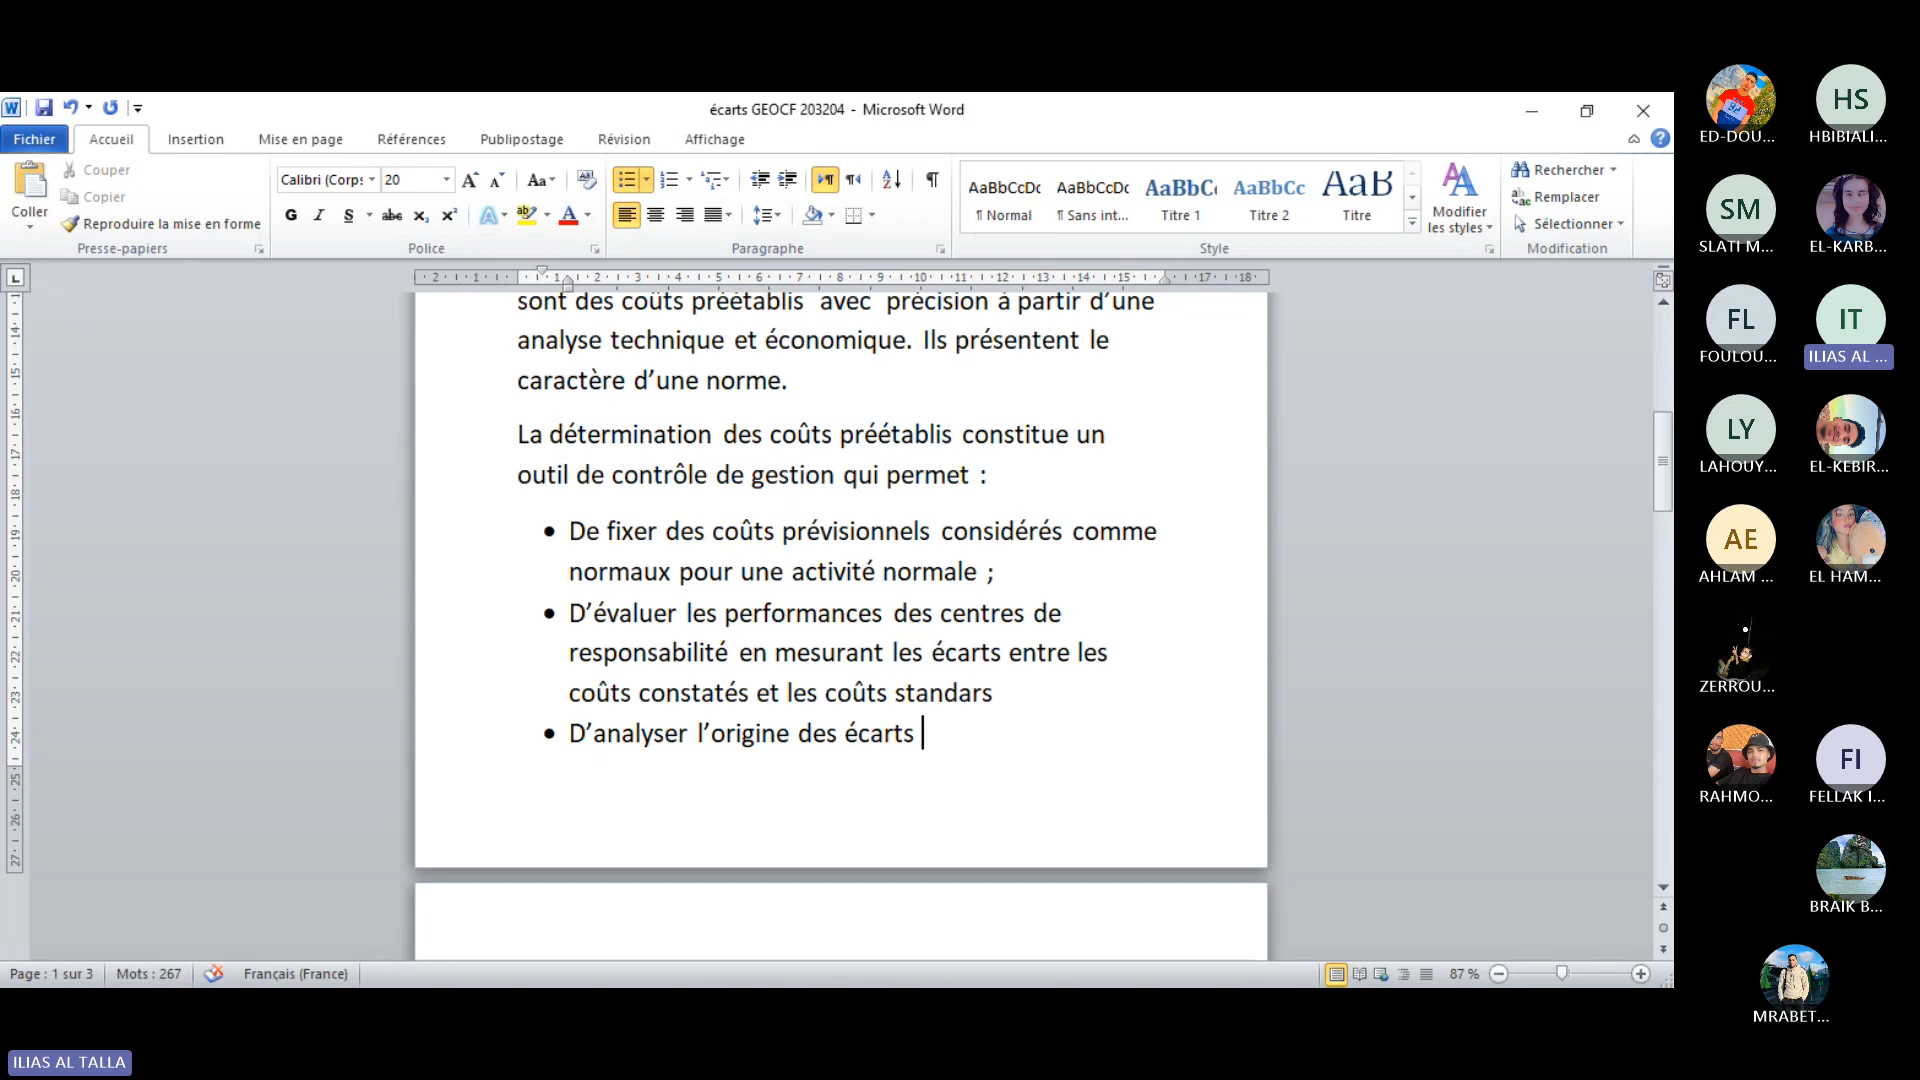 écarts GEOCF 203204 - Microsoft Word
Fichier Accueil Insertion Mise en page Références Publipostage Révision Affichage
Coller
Couper
Copier
Reproduire la mise en forme
Presse-papiers
Calibri (Corps 20
G I S abc x₂ x²
Police
Paragraphe
AaBbCcDc AaBbCcDc AaBbC AaBbCc AaB
¶ Normal ¶ Sans int... Titre 1 Titre 2 Titre
Modifier les styles
Style
Rechercher
Remplacer
Sélectionner
Modification
sont des coûts préétablis avec précision à partir d’une
analyse technique et économique. Ils présentent le
caractère d’une norme.
La détermination des coûts préétablis constitue un
outil de contrôle de gestion qui permet :
• De fixer des coûts prévisionnels considérés comme
normaux pour une activité normale ;
• D’évaluer les performances des centres de
responsabilité en mesurant les écarts entre les
coûts constatés et les coûts standars
• D’analyser l’origine des écarts
Page : 1 sur 3 Mots : 267 Français (France) 87 %
ED-DOU...
HS
HBIBIALI...
SM
SLATI M...
EL-KARB...
FL
FOULOU...
IT
ILIAS AL ...
LY
LAHOUY...
EL-KEBIR...
AE
AHLAM ...
EL HAM...
ZERROU...
RAHMO...
FI
FELLAK I...
BRAIK B...
MRABET...
ILIAS AL TALLA